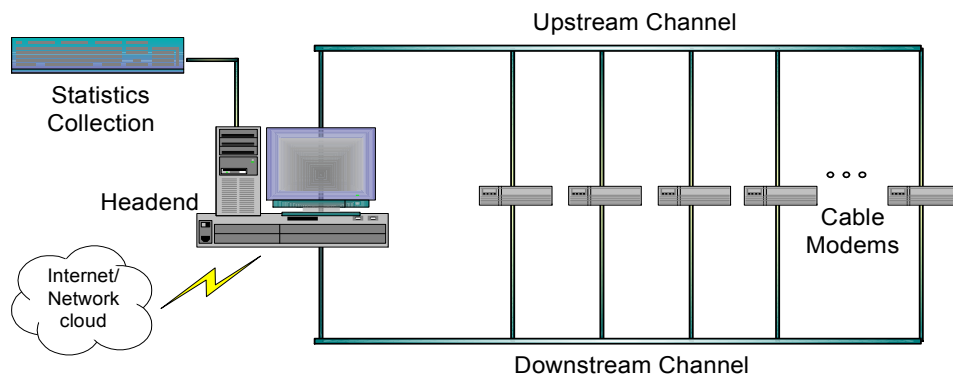 Upstream Channel
Statistics
Collection
Headend
Cable
Modems
Internet/
Network
cloud
Downstream Channel